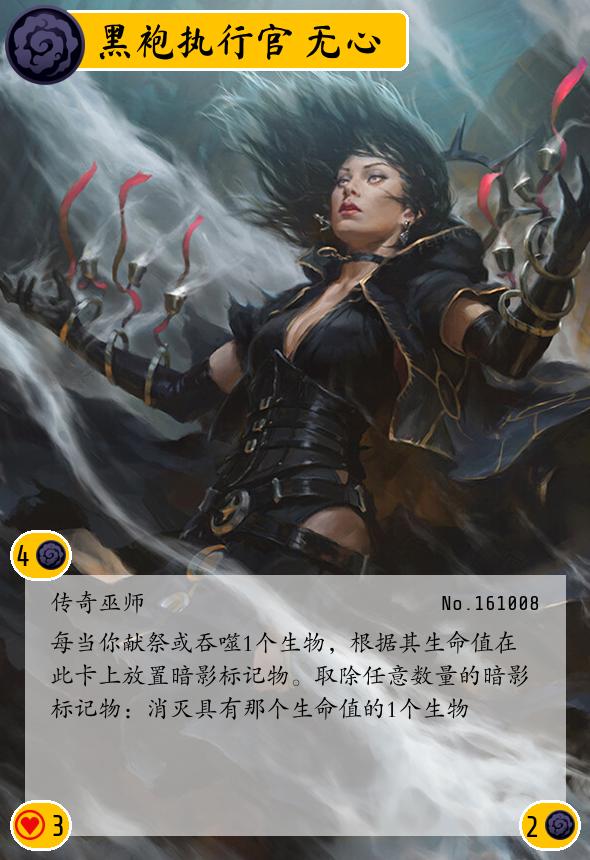 黑袍执行官 无心
4
传奇巫师
No.161008
每当你献祭或吞噬1个生物，根据其生命值在
此卡上放置暗影标记物。取除任意数量的暗影
标记物：消灭具有那个生命值的1个生物
3
2